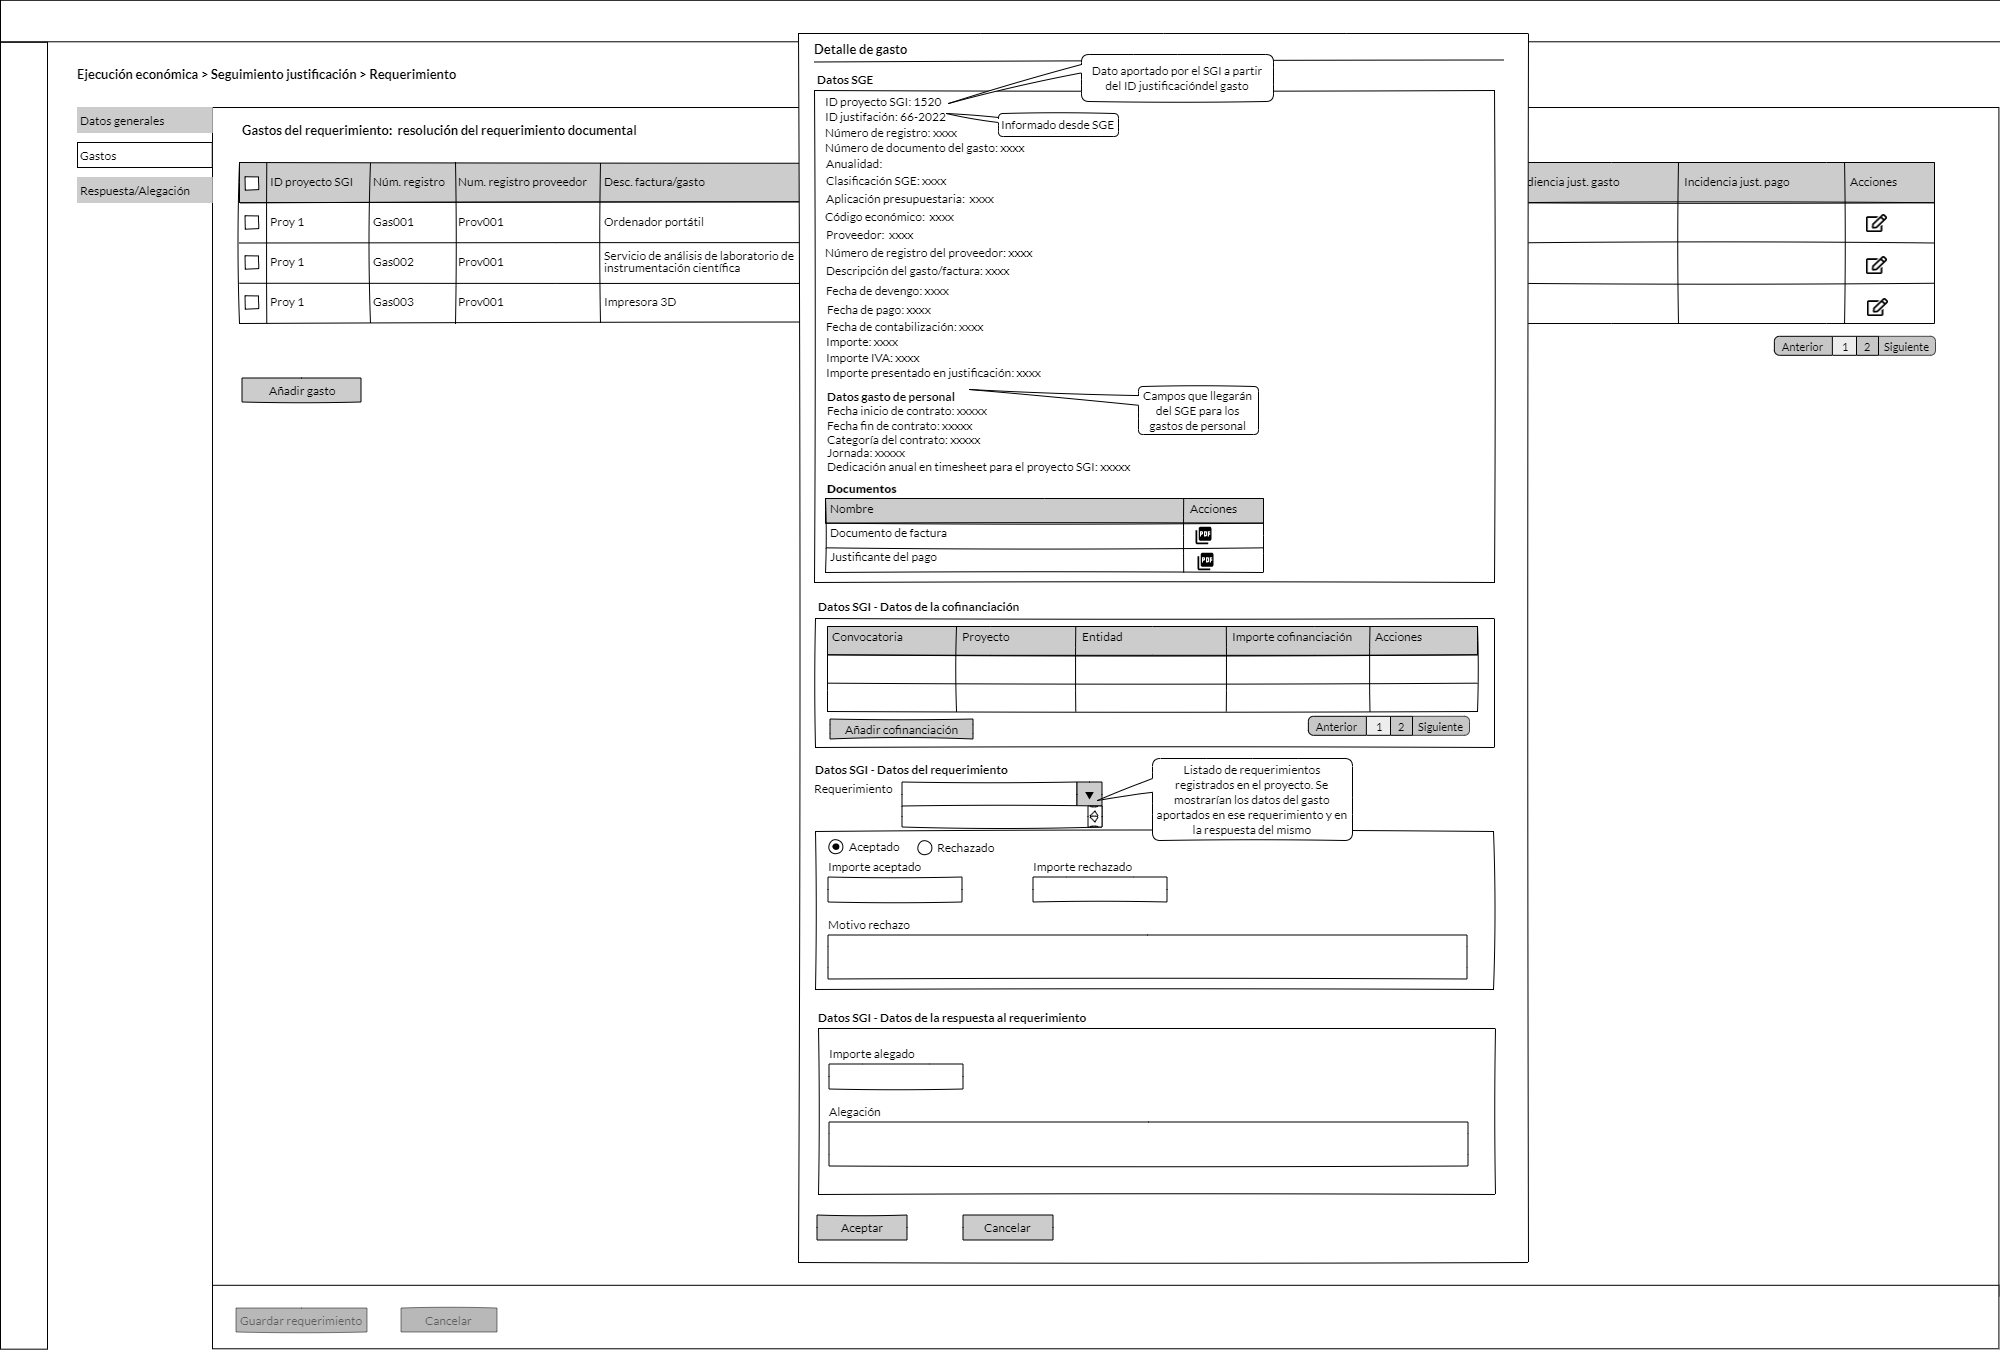 Ejecución económica > Seguimiento justificación > Requerimiento
Datos generales
Gastos
Respuesta/Alegación
Gastos del requerimiento:  resolución del requerimiento documental
ID proyecto SGI
Núm. registro
Num. registro proveedor
Desc. factura/gasto
diencia just. gasto
Incidencia just. pago
Acciones
Proy 1
Gas001
Prov001
Ordenador portátil
Proy 1
Gas002
Prov001
Servicio de análisis de laboratorio de
instrumentación científica
Proy 1
Gas003
Prov001
Impresora 3D
Anterior
1
2
Siguiente
Añadir gasto
Detalle de gasto
Datos SGE
Dato aportado por el SGI a partir
del ID justificacióndel gasto
ID proyecto SGI: 1520
ID justifación: 66-2022
Informado desde SGE
Número de registro: xxxx
Número de documento del gasto: xxxx
Anualidad:
Clasificación SGE: xxxx
Aplicación presupuestaria:  xxxx
Código económico:  xxxx
Proveedor:  xxxx
Número de registro del proveedor: xxxx
Descripción del gasto/factura: xxxx
Fecha de devengo: xxxx
Fecha de pago: xxxx
Fecha de contabilización: xxxx
Importe: xxxx
Importe IVA: xxxx
Importe presentado en justificación: xxxx
Campos que llegarán
del SGE para los
gastos de personal
Datos gasto de personal
Fecha inicio de contrato: xxxxx
Fecha fin de contrato: xxxxx
Categoría del contrato: xxxxx
Jornada: xxxxx
Dedicación anual en timesheet para el proyecto SGI: xxxxx
Documentos
Nombre
Acciones
Documento de factura
PDF
Justificante del pago
PDF
Datos SGI - Datos de la cofinanciación
Convocatoria
Proyecto
Entidad
Importe cofinanciación
Acciones
Añadir cofinanciación
Anterior
1
2
Siguiente
Datos SGI - Datos del requerimiento
Requerimiento
Listado de requerimientos
registrados en el proyecto. Se
mostrarían los datos del gasto
aportados en ese requerimiento y en
la respuesta del mismo
Aceptado
Rechazado
Importe aceptado
Importe rechazado
Motivo rechazo
Datos SGI - Datos de la respuesta al requerimiento
Importe alegado
Alegación
Aceptar
Cancelar
Guardar requerimiento
Cancelar